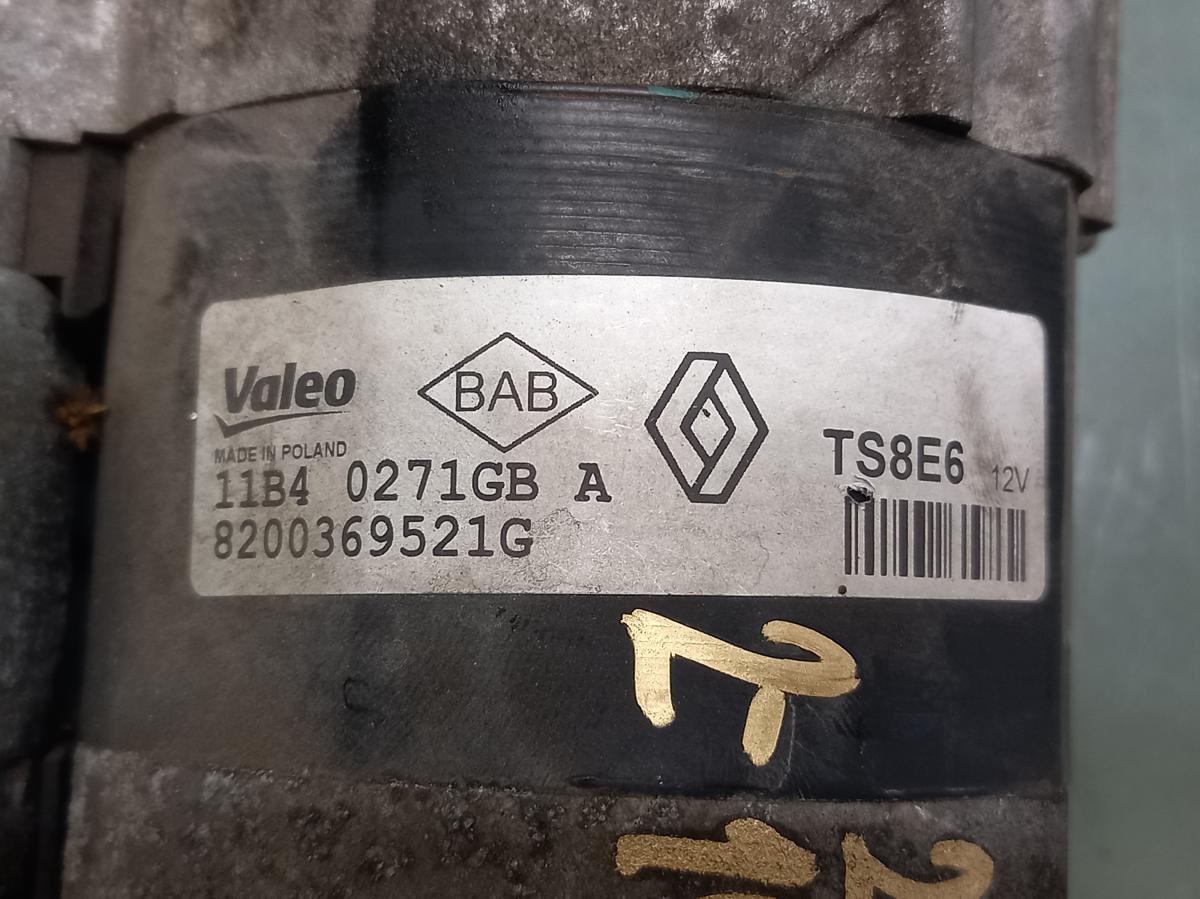 Valeo
BAB
MADE IN POLAND
11B4 0271GB A
8200369521G
TS8E6 12V